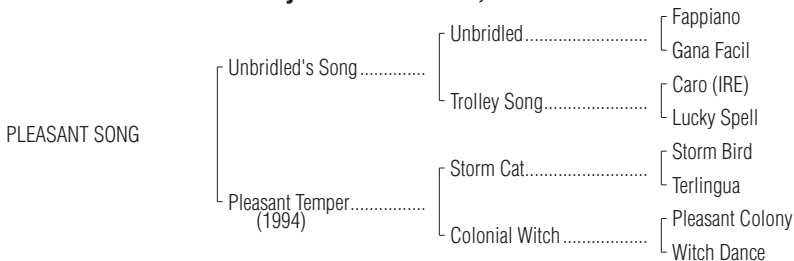 Fappiano
Unbridled..........................
Gana Facil
Unbridled's Song..............
Caro (IRE)
Trolley Song......................
Lucky Spell
PLEASANT SONG
Storm Bird
Storm Cat..........................
Terlingua
Pleasant Temper................
(1994)
Pleasant Colony
Colonial Witch..................
Witch Dance